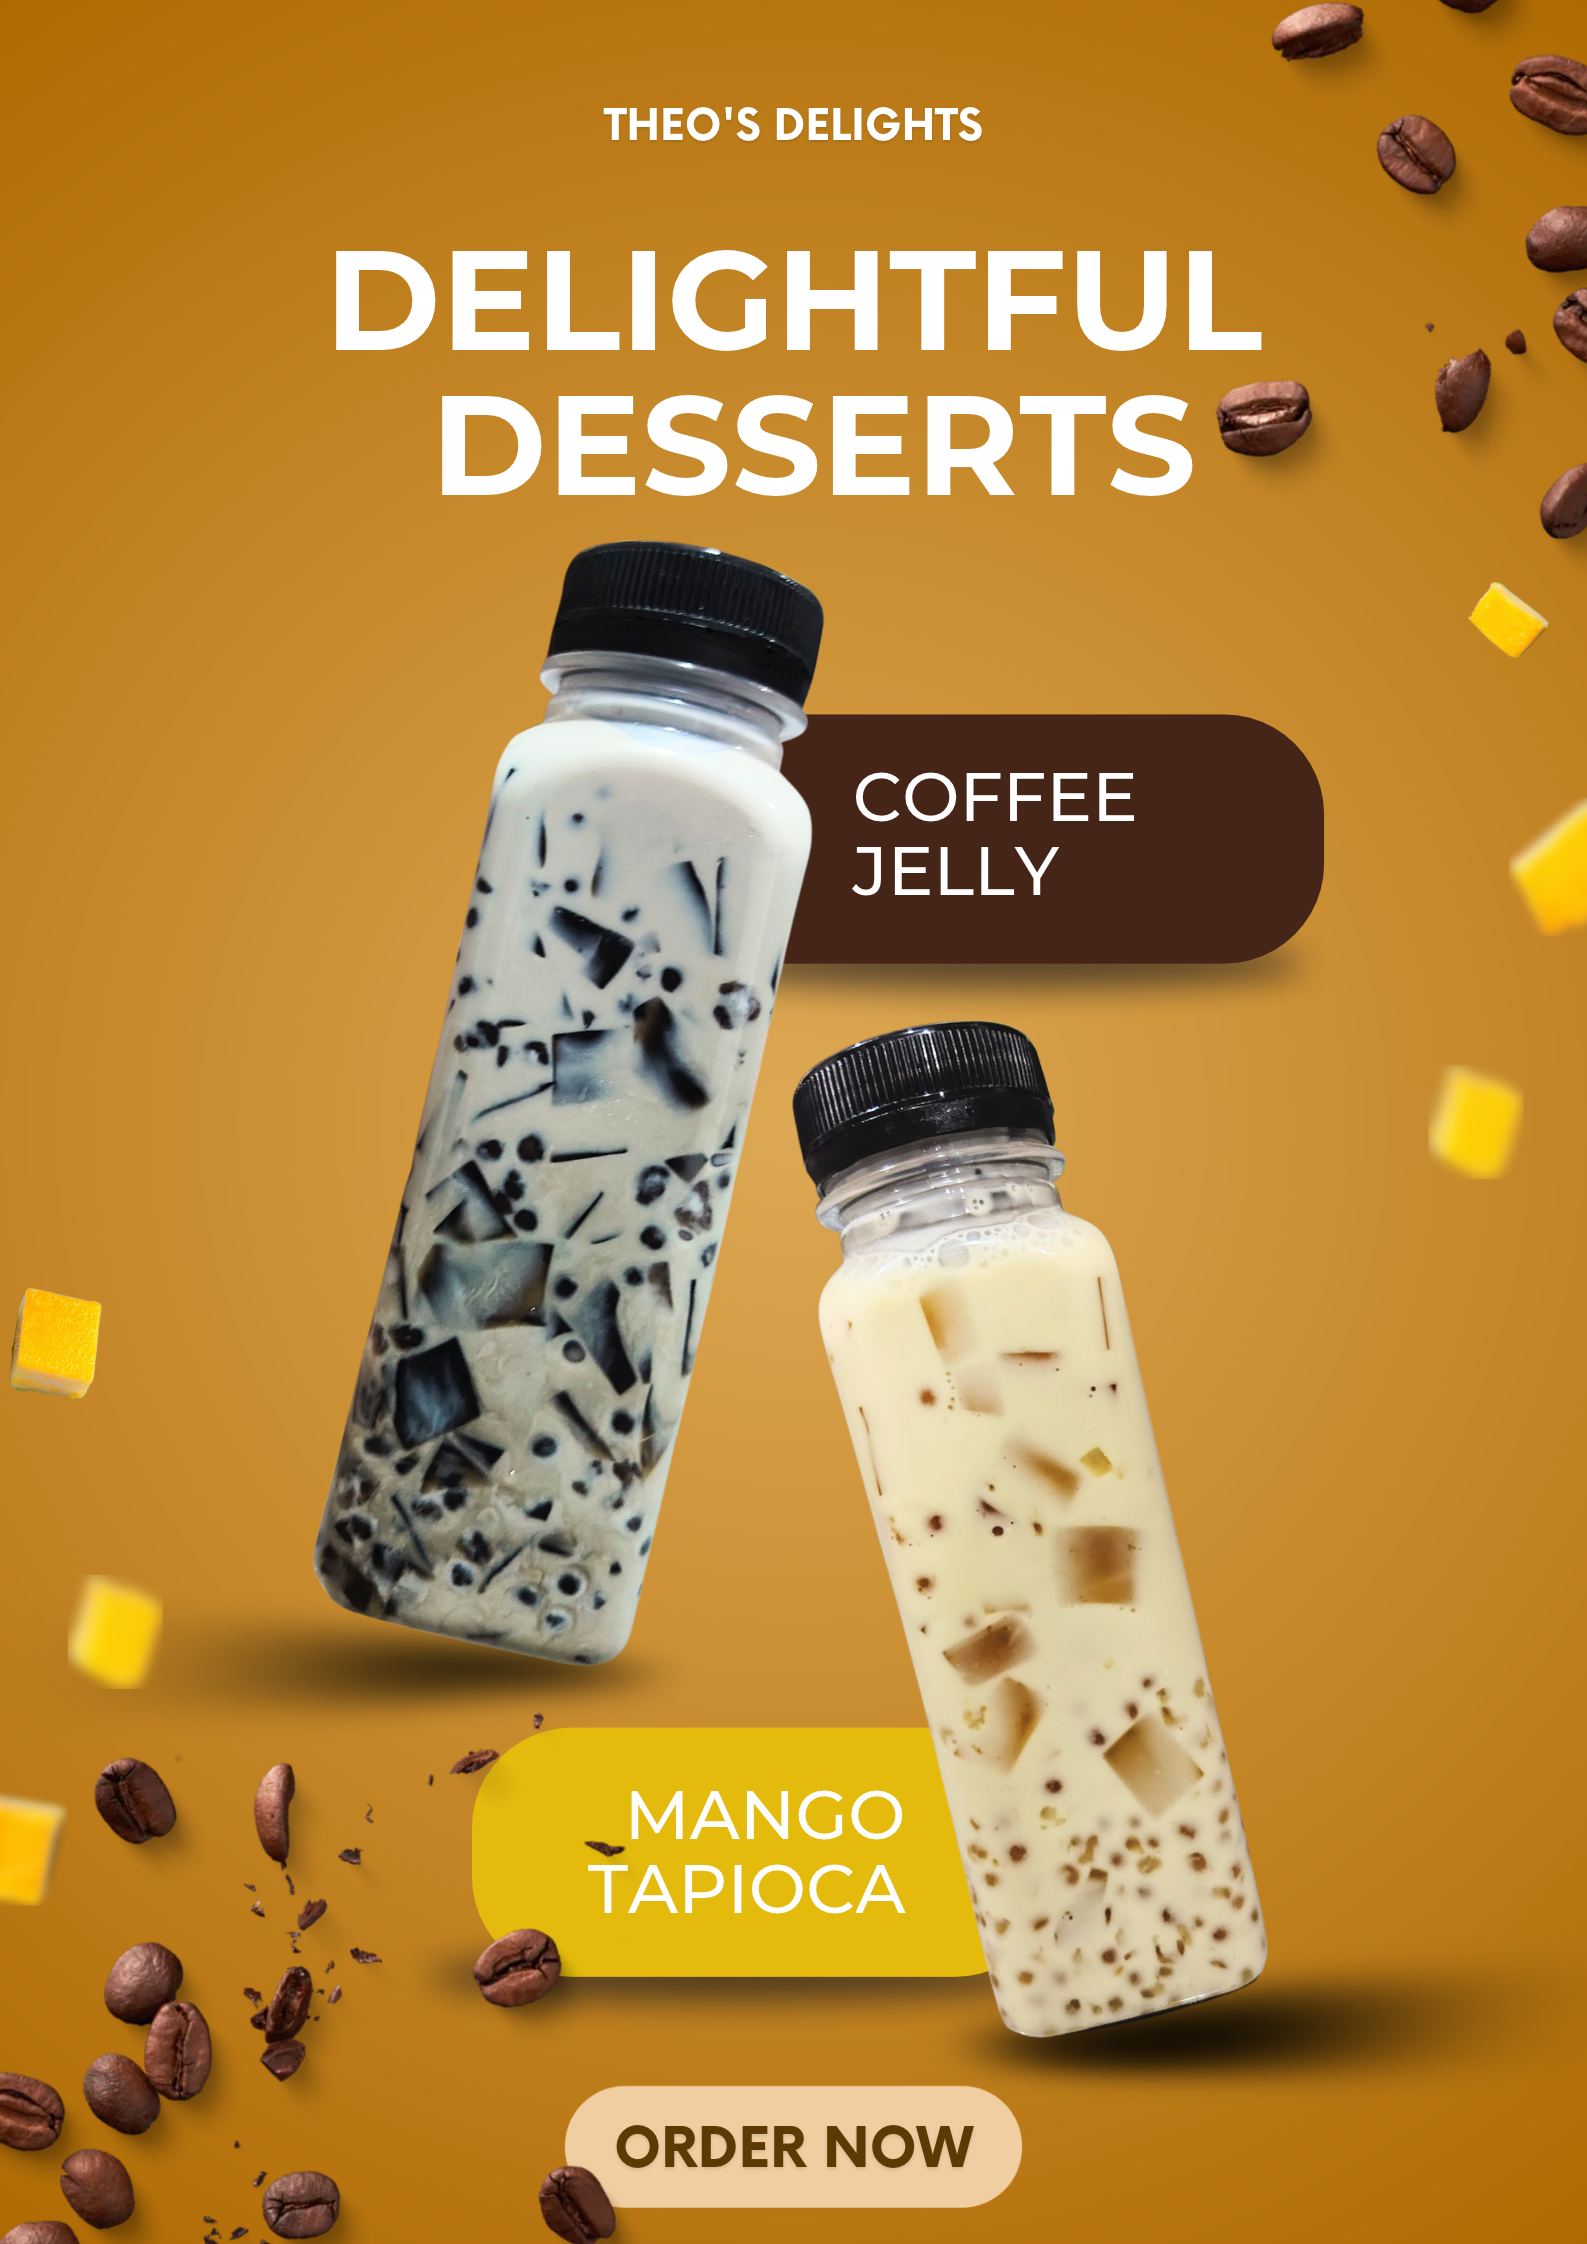 THEO'S DELIGHTS
DELIGHTFUL
DESSERTS
COFFEE
JELLY
MANGO
TAPIOCA
ORDER NOW